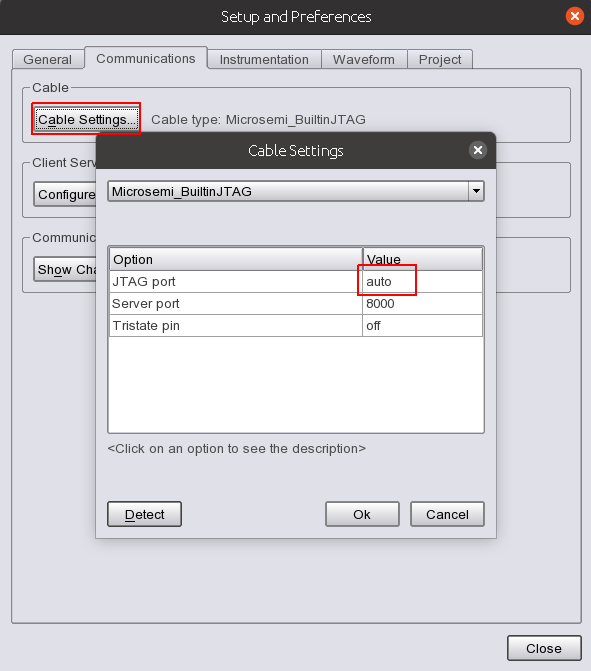 Setup and Preferences
General Communications Instrumentation Waveform Project
Cable
Cable Settings... Cable type: Microsemi_BuiltinJTAG
Client Serv
Configure
Communic
Show Cha
Cable Settings
Microsemi_BuiltinJTAG
Option Value
JTAG port auto
Server port 8000
Tristate pin off
<Click on an option to see the description>
Detect Ok Cancel
Close